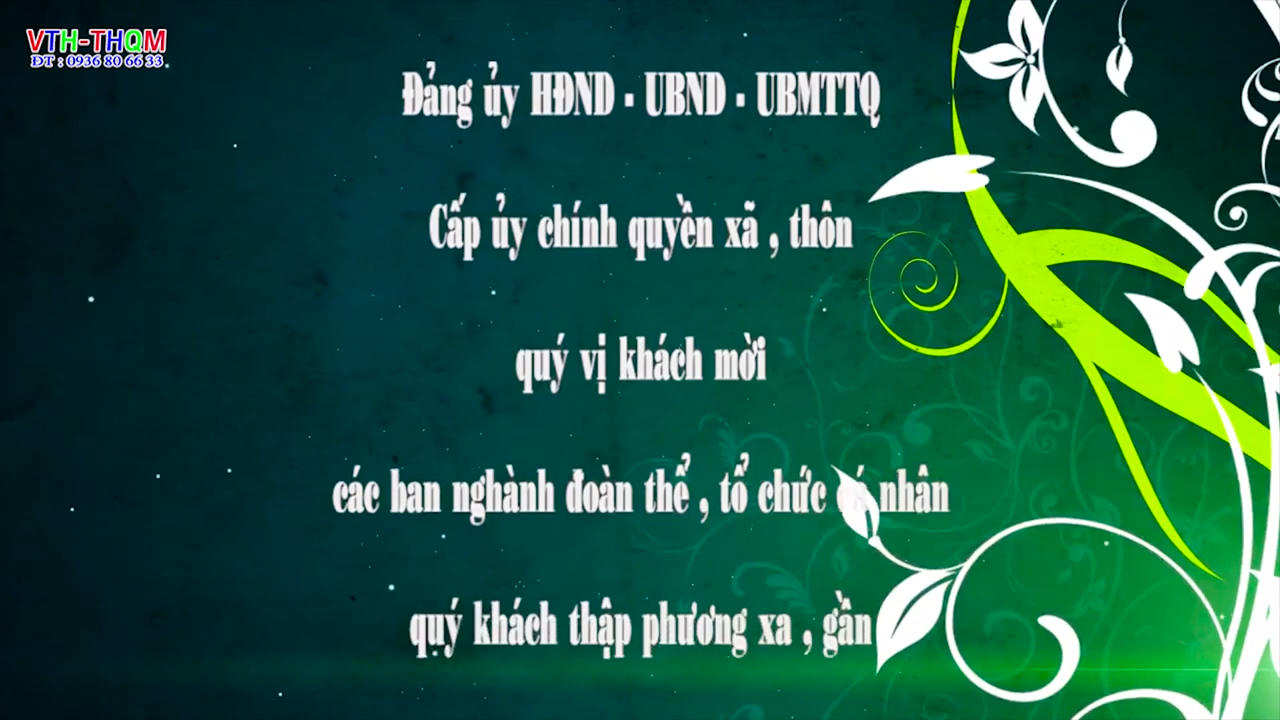 VTH-THQM
ĐT : 0936 80 66 33
Đảng ủy HĐND - UBND - UBMTTQ
Cấp ủy chính quyền xã , thôn
quý vị khách mời
các ban nghành đoàn thể , tổ chức cá nhân
quý khách thập phương xa , gần